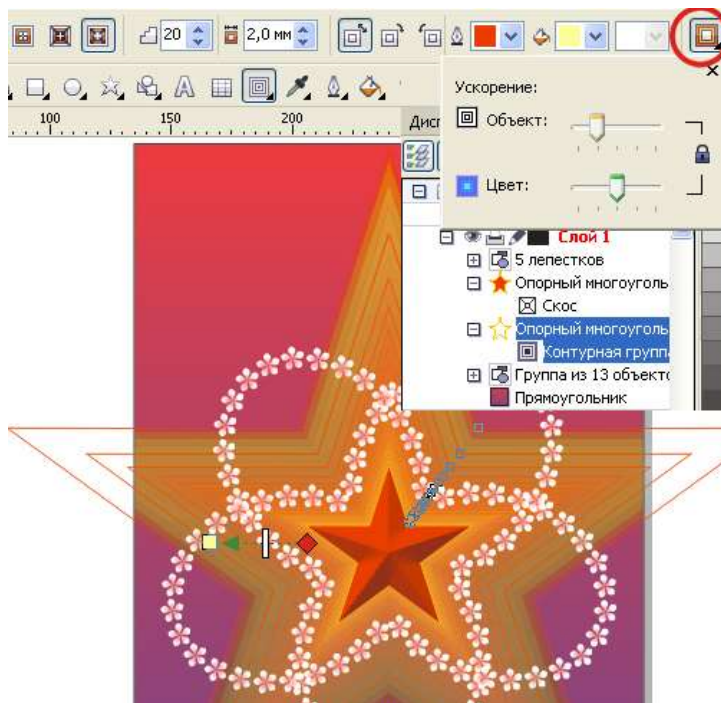 20 2,0 мм
Ускорение:
Объект:
Цвет:
100 150 200
Слой 1
5 лепестков
Опорный многоуголь
Скос
Опорный многоуголь
Контурная групп
Группа из 13 объекто
Прямоугольник